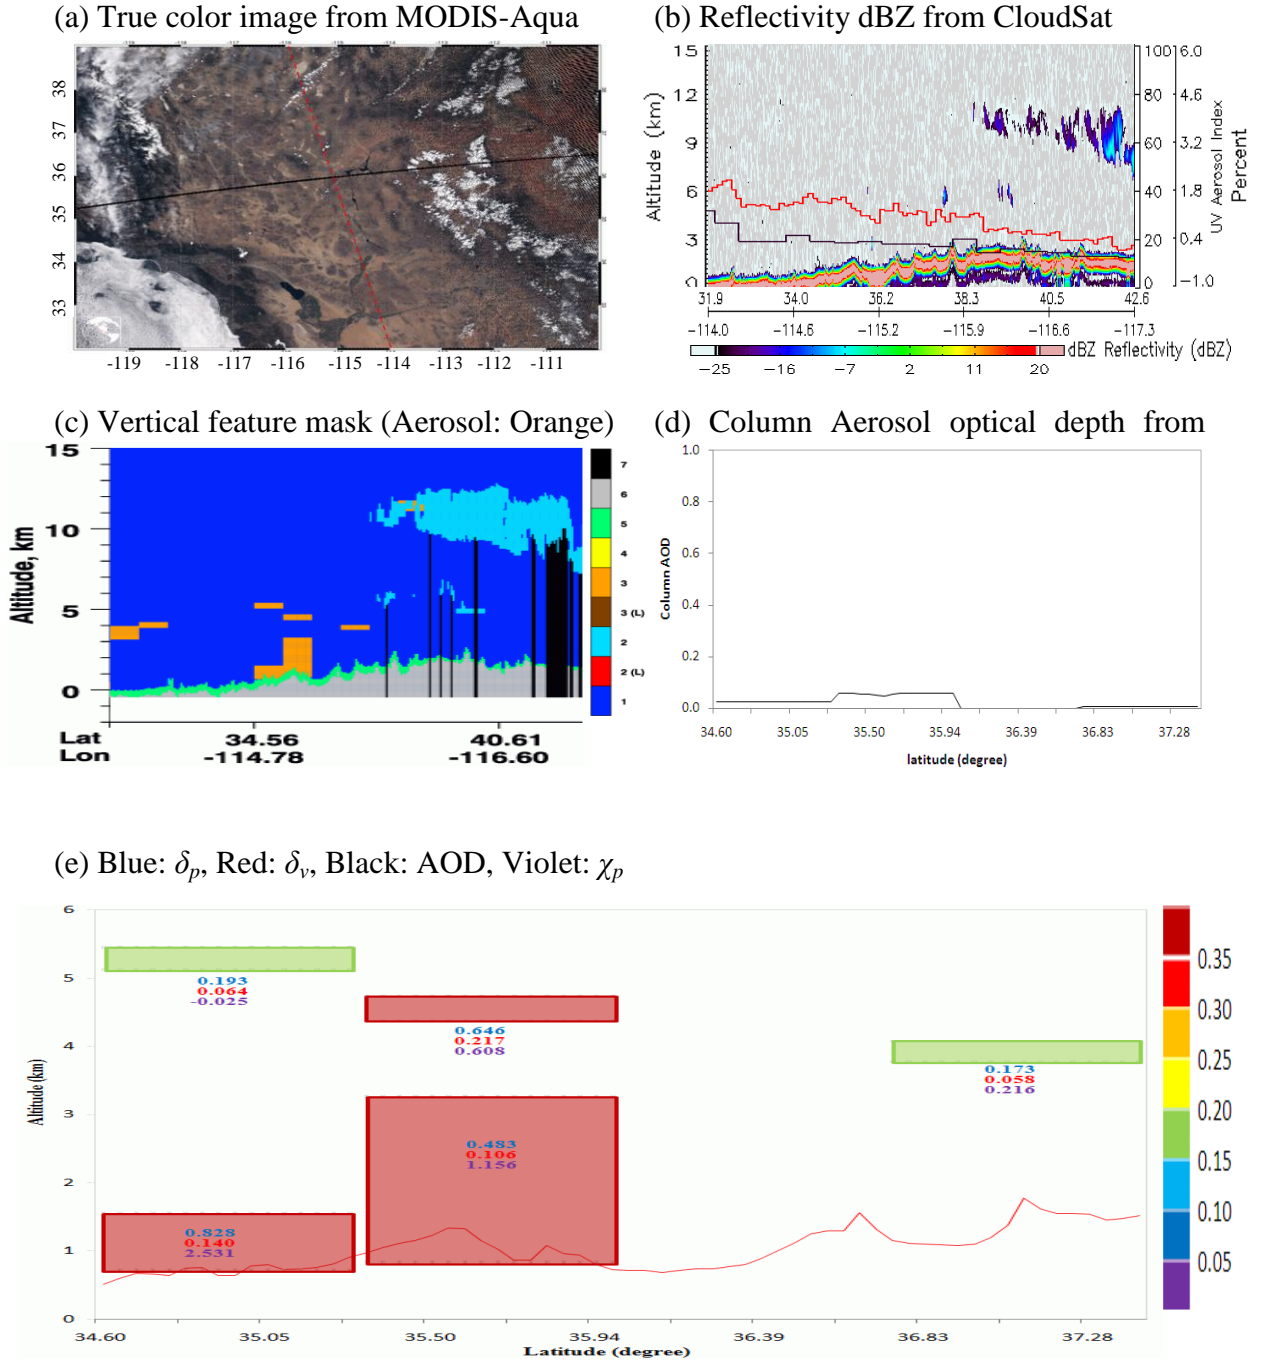 (a) True color image from MODIS-Aqua
(b) Reflectivity dBZ from CloudSat
38
37
36
35
34
33
-119 -118 -117 -116 -115 -114 -113 -112 -111
Altitude (km)
15
12
9
6
3
0
100 16.0
80 4.6
60 3.2
40 1.8
20 0.4
0 -1.0
UV Aerosol Index
Percent
31.9 34.0 36.2 38.3 40.5 42.6
-114.0 -114.6 -115.2 -115.9 -116.6 -117.3
-25 -16 -7 2 11 20
dBZ Reflectivity (dBZ)
(c) Vertical feature mask (Aerosol: Orange)
(d) Column Aerosol optical depth from
Altitude, km
15
10
5
0
7
6
5
4
3
3 (L)
2
2 (L)
1
Lat 34.56 40.61
Lon -114.78 -116.60
Column AOD
1.0
0.8
0.6
0.4
0.2
0.0
34.60 35.05 35.50 35.94 36.39 36.83 37.28
latitude (degree)
(e) Blue: δp, Red: δv, Black: AOD, Violet: χp
Altitude (km)
6
5
4
3
2
1
0
0.193
0.064
-0.025
0.646
0.217
0.608
0.173
0.058
0.216
0.483
0.106
1.156
0.828
0.140
2.531
34.60 35.05 35.50 35.94 36.39 36.83 37.28
Latitude (degree)
0.35
0.30
0.25
0.20
0.15
0.10
0.05